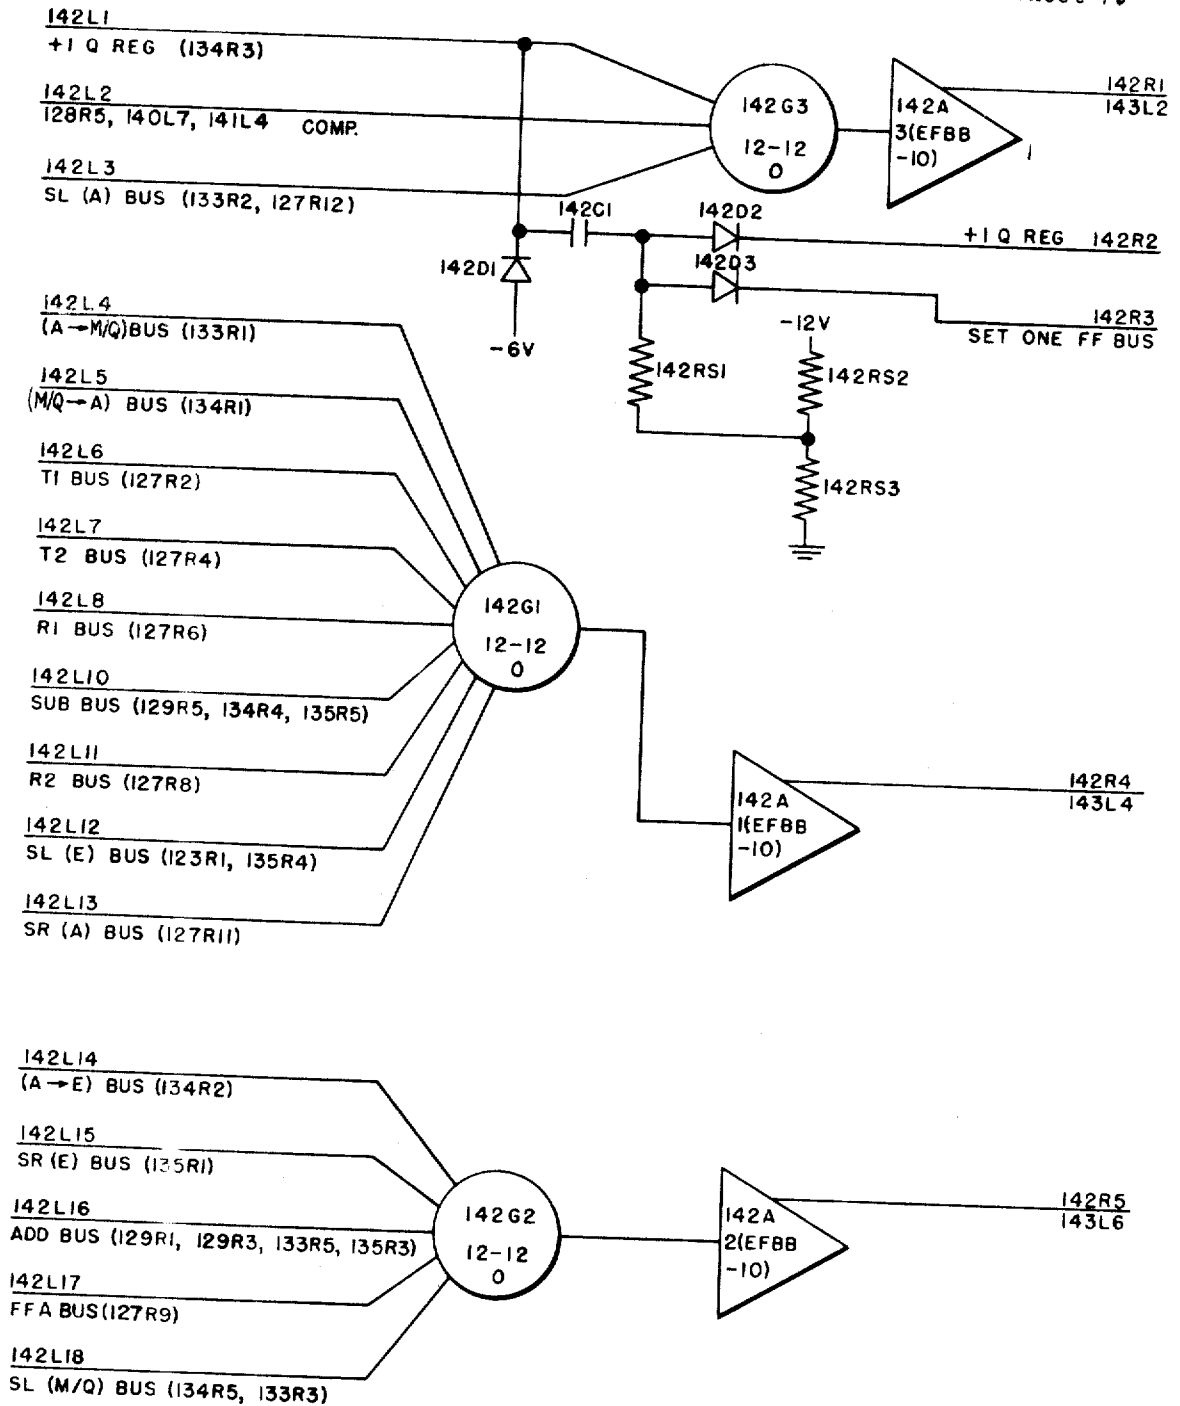 142L1
+1 Q REG (134R3)
142L2
128R5, 140L7, 141L4 COMP.
142L3
SL (A) BUS (133R2, 127R12)
142G3
12-12
0
142A
3(EFBB
-10)
142R1
143L2
142C1
142D2
+1 Q REG 142R2
142D1
142D3
-6V
142R3
SET ONE FF BUS
-12V
142RS1
142RS2
142RS3
142L4
(A→M/Q)BUS (133R1)
142L5
(M/Q→A) BUS (134R1)
142L6
T1 BUS (127R2)
142L7
T2 BUS (127R4)
142L8
R1 BUS (127R6)
142L10
SUB BUS (129R5, 134R4, 135R5)
142L11
R2 BUS (127R8)
142L12
SL (E) BUS (123R1, 135R4)
142L13
SR (A) BUS (127R11)
142G1
12-12
0
142A
1(EFBB
-10)
142R4
143L4
142L14
(A→E) BUS (134R2)
142L15
SR (E) BUS (135R1)
142L16
ADD BUS (129R1, 129R3, 133R5, 135R3)
142L17
FFA BUS(127R9)
142L18
SL (M/Q) BUS (134R5, 133R3)
142G2
12-12
0
142A
2(EFBB
-10)
142R5
143L6